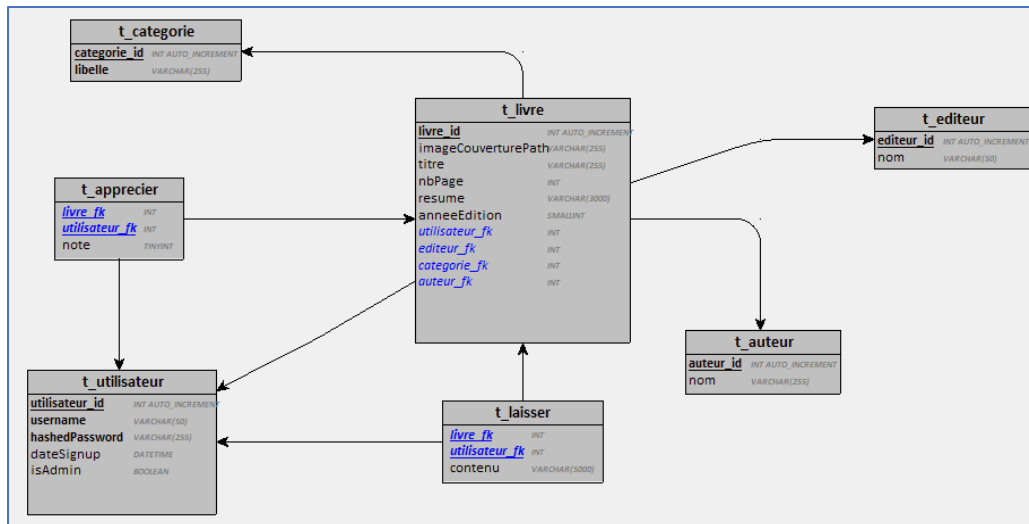 t_categorie
categorie_id INT AUTO_INCREMENT
libelle VARCHAR(255)
t_livre
livre_id INT AUTO_INCREMENT
imageCouverturePath VARCHAR(255)
titre VARCHAR(255)
nbPage INT
resume VARCHAR(3000)
anneeEdition SMALLINT
utilisateur_fk INT
editeur_fk INT
categorie_fk INT
auteur_fk INT
t_editeur
editeur_id INT AUTO_INCREMENT
nom VARCHAR(50)
t_apprecier
livre_fk INT
utilisateur_fk INT
note TINYINT
t_auteur
auteur_id INT AUTO_INCREMENT
nom VARCHAR(255)
t_utilisateur
utilisateur_id INT AUTO_INCREMENT
username VARCHAR(50)
hashedPassword VARCHAR(255)
dateSignup DATETIME
isAdmin BOOLEAN
t_laisser
livre_fk INT
utilisateur_fk INT
contenu VARCHAR(5000)